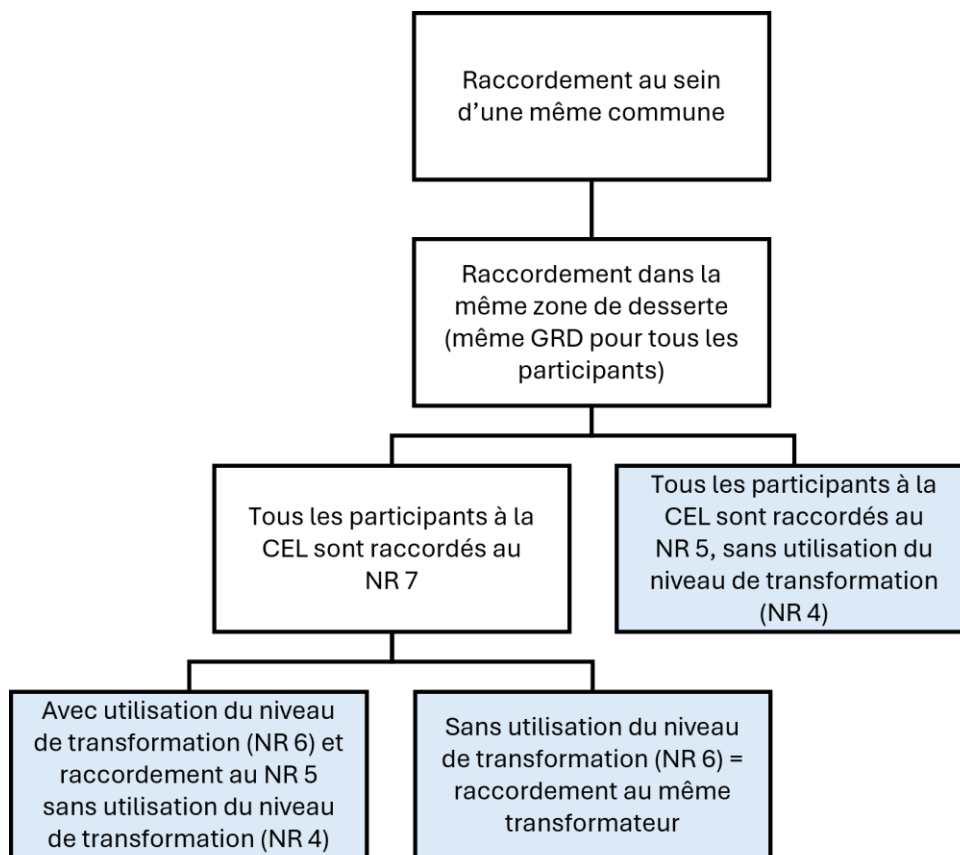 Raccordement au sein
d’une même commune
Raccordement dans la
même zone de desserte
(même GRD pour tous les
participants)
Tous les participants à la
CEL sont raccordés au
NR 7
Tous les participants à la
CEL sont raccordés au
NR 5, sans utilisation du
niveau de transformation
(NR 4)
Avec utilisation du niveau
de transformation (NR 6) et
raccordement au NR 5
sans utilisation du niveau
de transformation (NR 4)
Sans utilisation du niveau
de transformation (NR 6) =
raccordement au même
transformateur